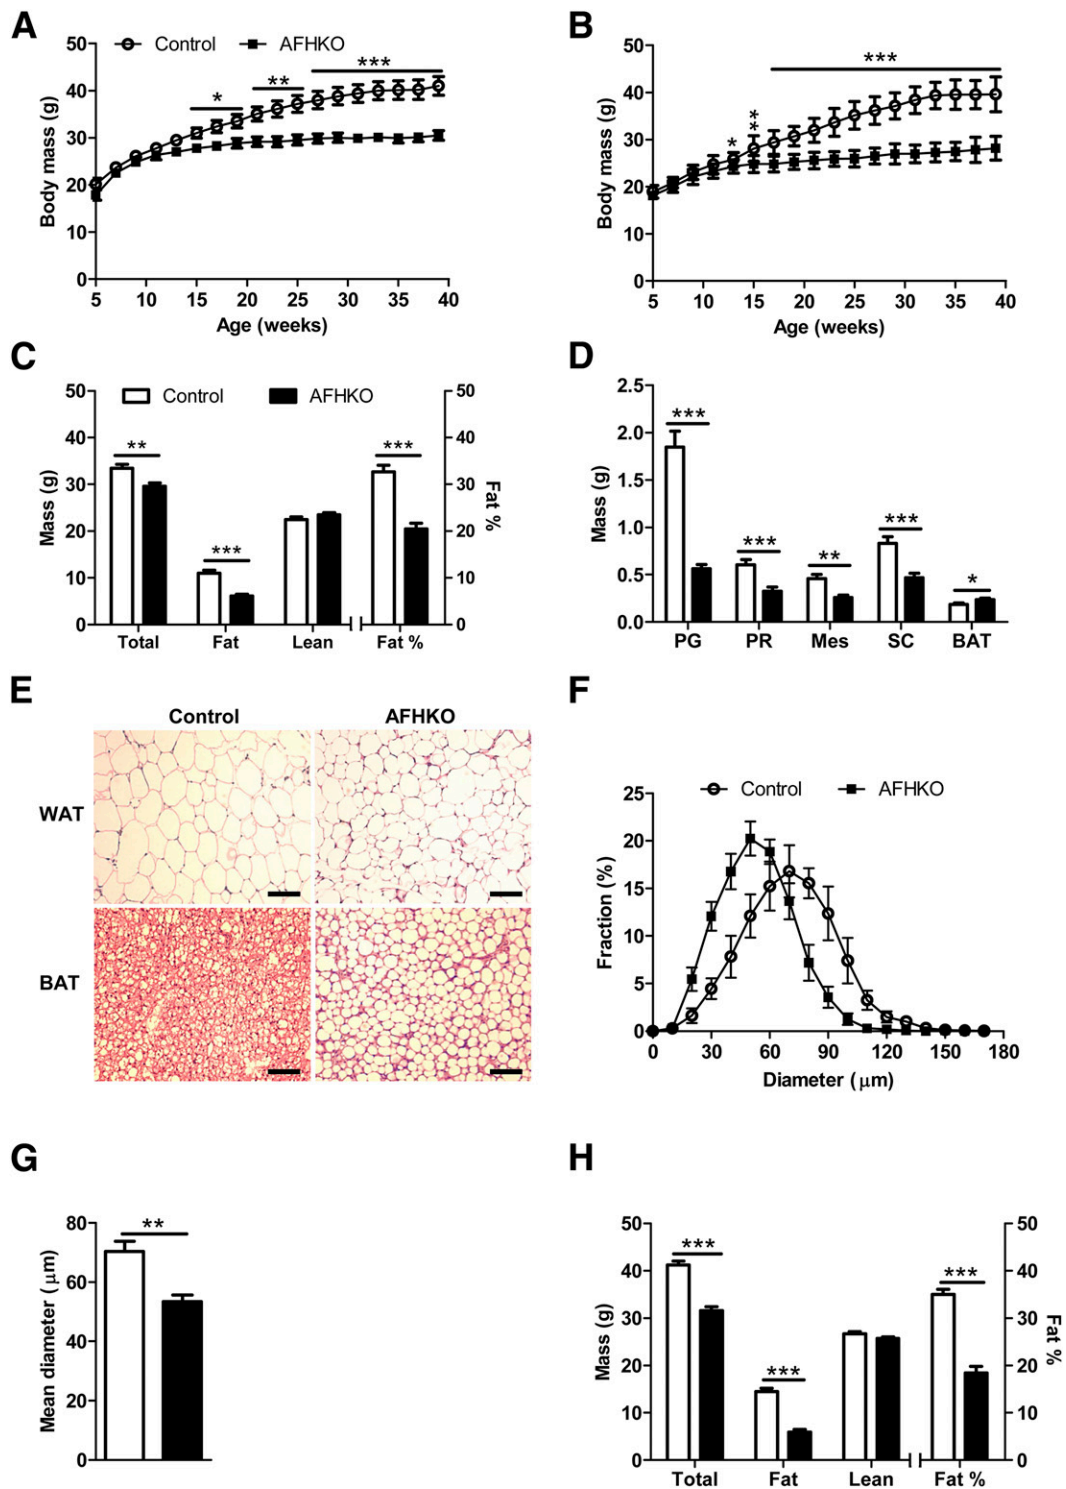 A
Control AFHKO
Body mass (g)
50
40
30
20
10
0
* ** ***
5 10 15 20 25 30 35 40
Age (weeks)
B
Body mass (g)
50
40
30
20
10
0
* ** ***
5 10 15 20 25 30 35 40
Age (weeks)
C
Control AFHKO
Mass (g)
50
40
30
20
10
0
** *** ***
Total Fat Lean Fat %
50
40
30
20
10
0
Fat %
D
Mass (g)
2.5
2.0
1.5
1.0
0.5
0.0
*** *** ** *** *
PG PR Mes SC BAT
E
Control AFHKO
WAT
BAT
F
Control AFHKO
Fraction (%)
25
20
15
10
5
0
0 30 60 90 120 150 180
Diameter (μm)
G
Mean diameter (μm)
80
60
40
20
0
**
H
Mass (g)
50
40
30
20
10
0
*** *** ***
Total Fat Lean Fat %
50
40
30
20
10
0
Fat %